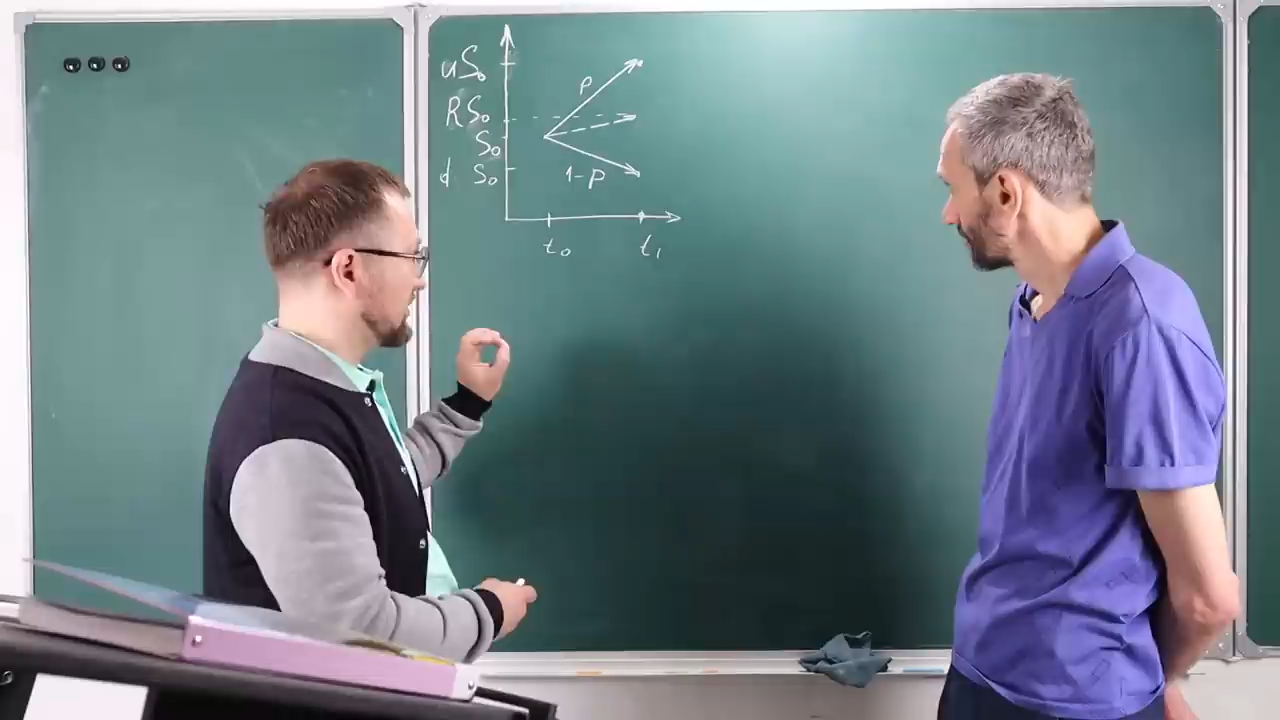 uS₀
p
RS₀
S₀
d S₀
1-p
t₀ t₁